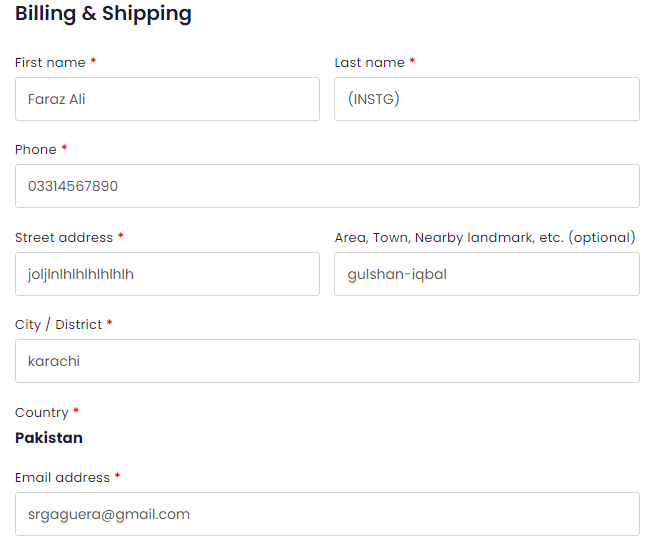 Billing & Shipping
First name * Last name *
Faraz Ali (INSTG)
Phone *
03314567890
Street address * Area, Town, Nearby landmark, etc. (optional)
joljlnlhlhlhlhlhlh gulshan-iqbal
City / District *
karachi
Country *
Pakistan
Email address *
srgaguera@gmail.com